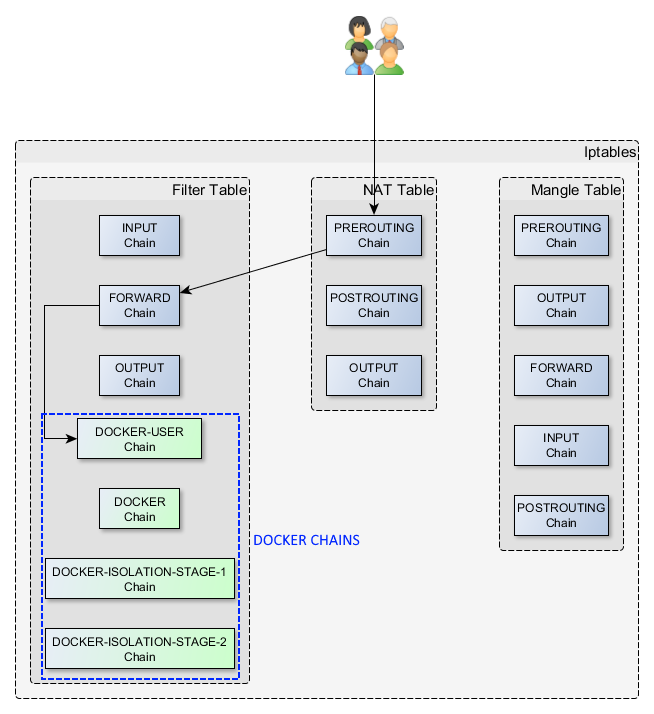 Iptables
Filter Table
INPUT
Chain
FORWARD
Chain
OUTPUT
Chain
DOCKER-USER
Chain
DOCKER
Chain
DOCKER-ISOLATION-STAGE-1
Chain
DOCKER-ISOLATION-STAGE-2
Chain
DOCKER CHAINS
NAT Table
PREROUTING
Chain
POSTROUTING
Chain
OUTPUT
Chain
Mangle Table
PREROUTING
Chain
OUTPUT
Chain
FORWARD
Chain
INPUT
Chain
POSTROUTING
Chain